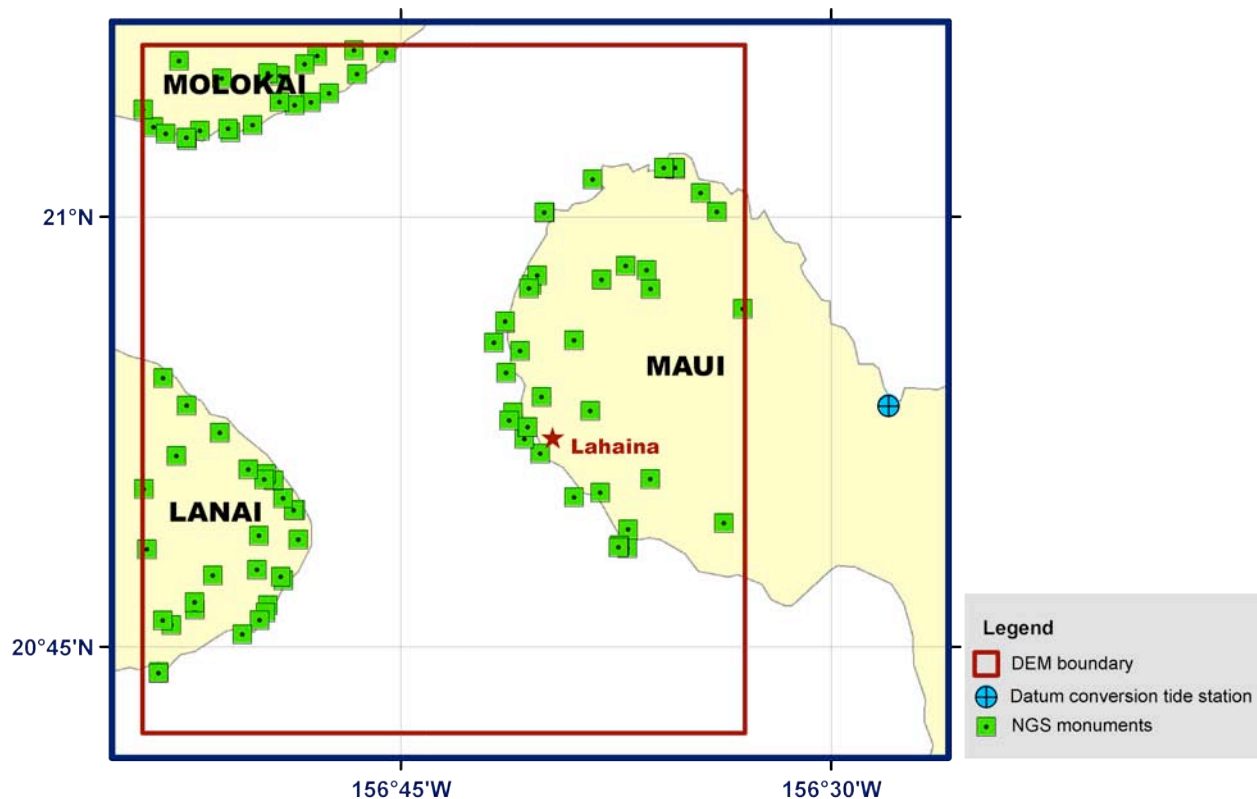 MOLOKAI
21°N
MAUI
Lahaina
LANAI
20°45'N
156°45'W
156°30'W
Legend
DEM boundary
Datum conversion tide station
NGS monuments